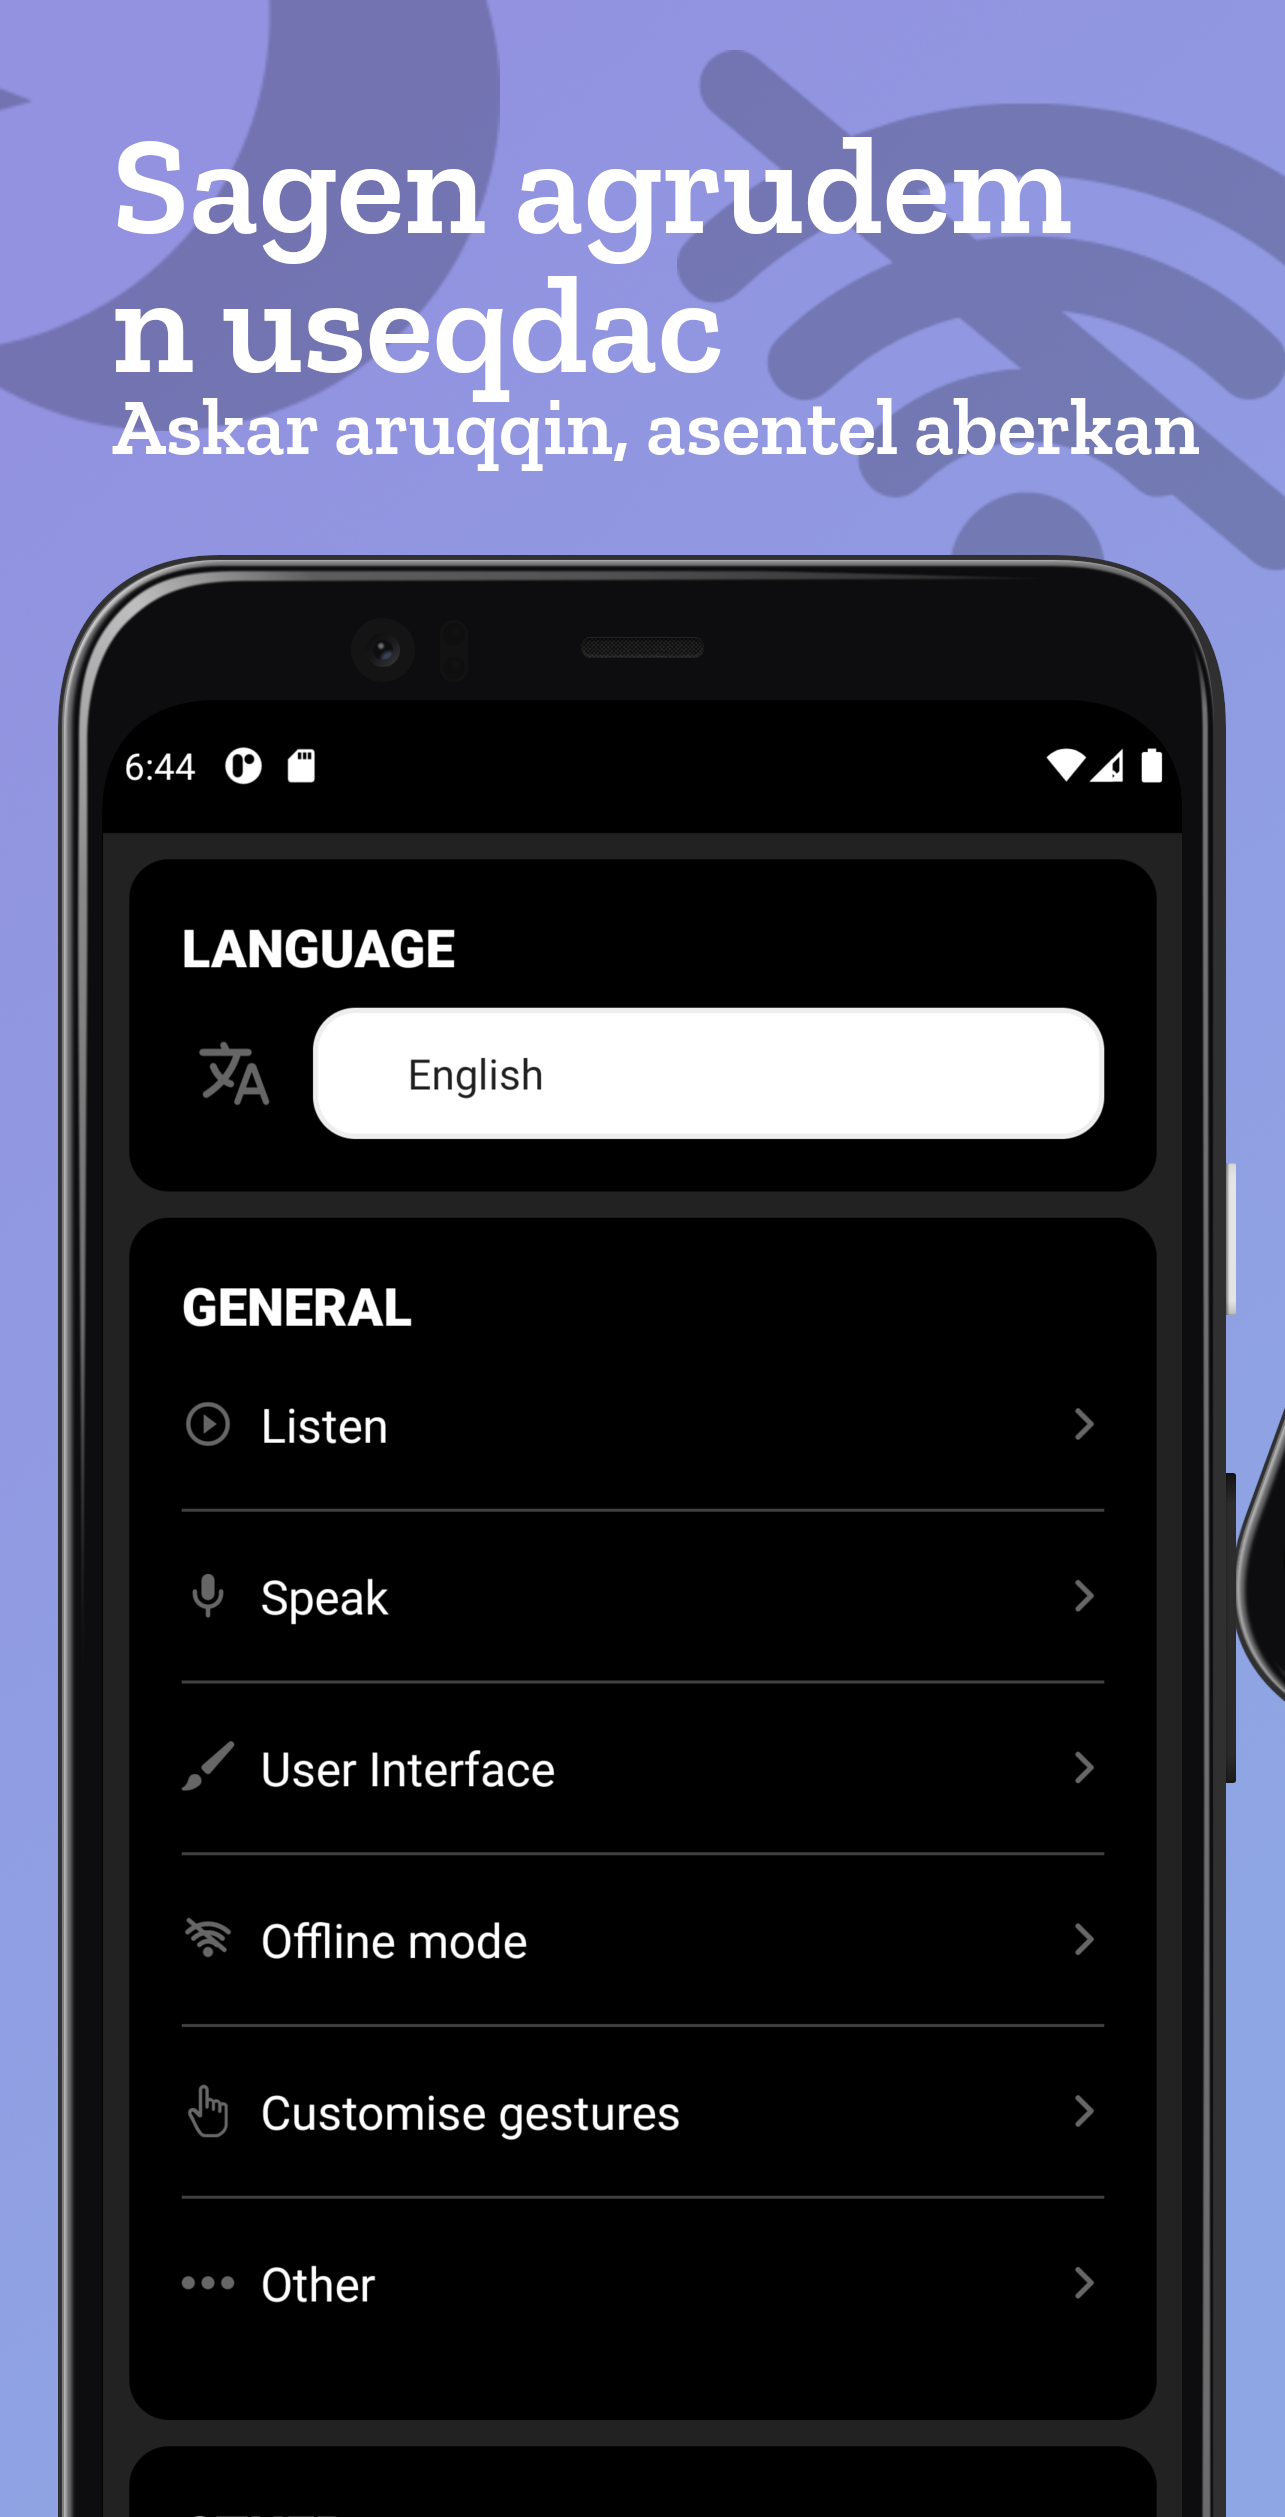 Sagen agrudem
n useqdac
Askar aruqqin, asentel aberkan
6:44
LANGUAGE
English
GENERAL
Listen
Speak
User Interface
Offline mode
Customise gestures
Other